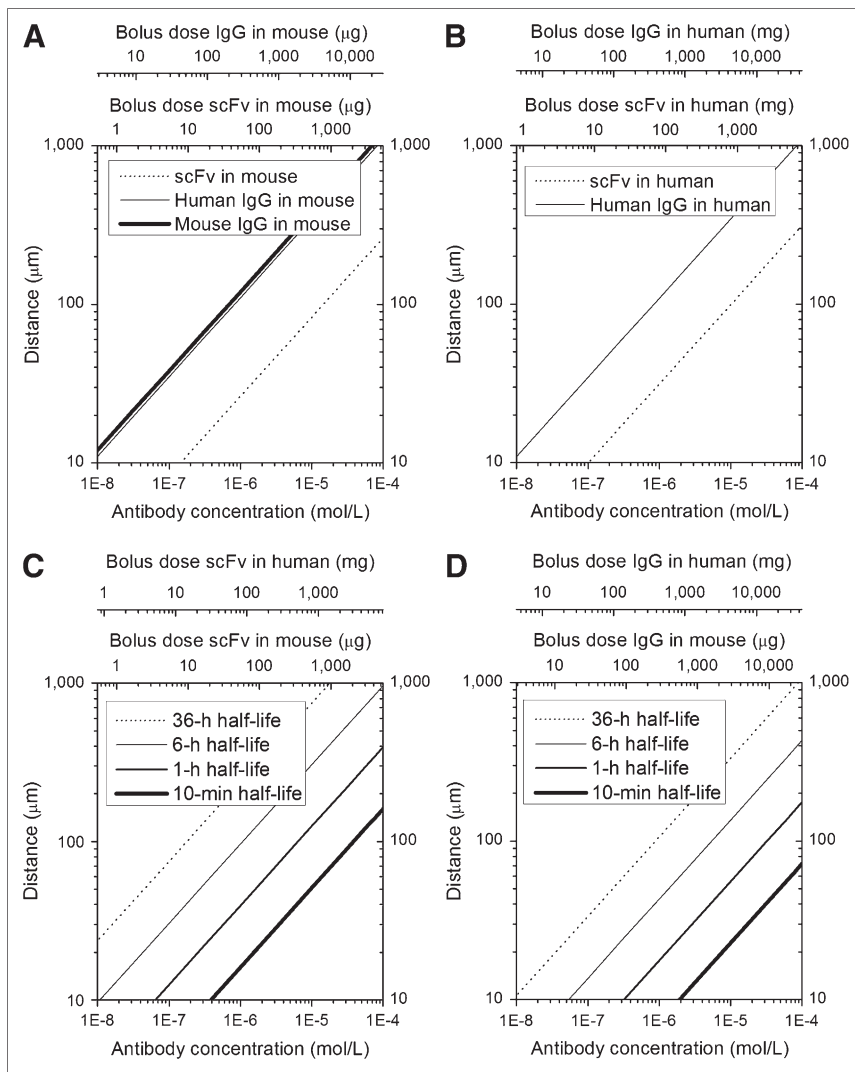 A
Bolus dose IgG in mouse (μg)
10 100 1,000 10,000
Bolus dose scFv in mouse (μg)
1 10 100 1,000
1,000 1,000
scFv in mouse
Human IgG in mouse
Mouse IgG in mouse
Distance (μm)
100 100
10 10
1E-8 1E-7 1E-6 1E-5 1E-4
Antibody concentration (mol/L)
B
Bolus dose IgG in human (mg)
10 100 1,000 10,000
Bolus dose scFv in human (mg)
1 10 100 1,000
1,000 1,000
scFv in human
Human IgG in human
Distance (μm)
100 100
10 10
1E-8 1E-7 1E-6 1E-5 1E-4
Antibody concentration (mol/L)
C
Bolus dose scFv in human (mg)
1 10 100 1,000
Bolus dose scFv in mouse (μg)
1 10 100 1,000
1,000 1,000
36-h half-life
6-h half-life
1-h half-life
10-min half-life
Distance (μm)
100 100
10 10
1E-8 1E-7 1E-6 1E-5 1E-4
Antibody concentration (mol/L)
D
Bolus dose IgG in human (mg)
10 100 1,000 10,000
Bolus dose IgG in mouse (μg)
10 100 1,000 10,000
1,000 1,000
36-h half-life
6-h half-life
1-h half-life
10-min half-life
Distance (μm)
100 100
10 10
1E-8 1E-7 1E-6 1E-5 1E-4
Antibody concentration (mol/L)